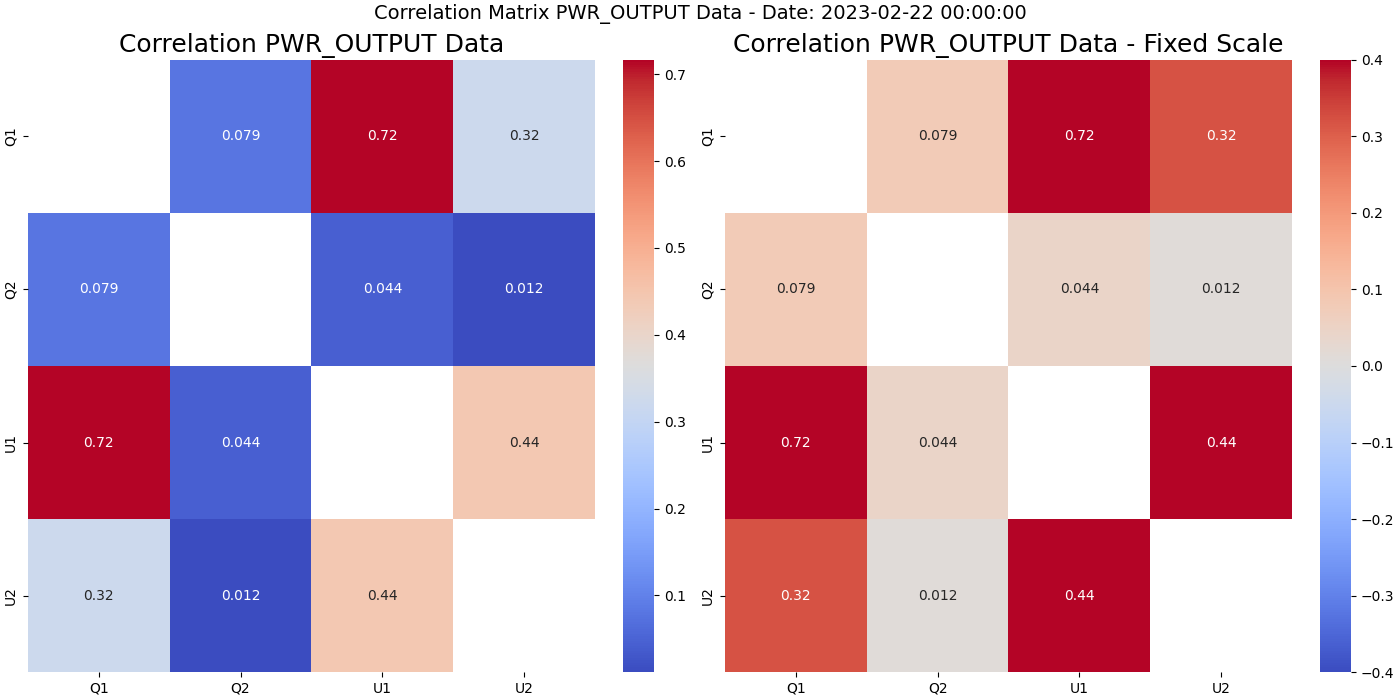 Correlation Matrix PWR_OUTPUT Data - Date: 2023-02-22 00:00:00
Correlation PWR_OUTPUT Data
Q1
0.079 0.72 0.32
Q2
0.079 0.044 0.012
U1
0.72 0.044 0.44
U2
0.32 0.012 0.44
Q1 Q2 U1 U2
0.7
0.6
0.5
0.4
0.3
0.2
0.1
Correlation PWR_OUTPUT Data - Fixed Scale
Q1
0.079 0.72 0.32
Q2
0.079 0.044 0.012
U1
0.72 0.044 0.44
U2
0.32 0.012 0.44
Q1 Q2 U1 U2
0.4
0.3
0.2
0.1
0.0
−0.1
−0.2
−0.3
−0.4